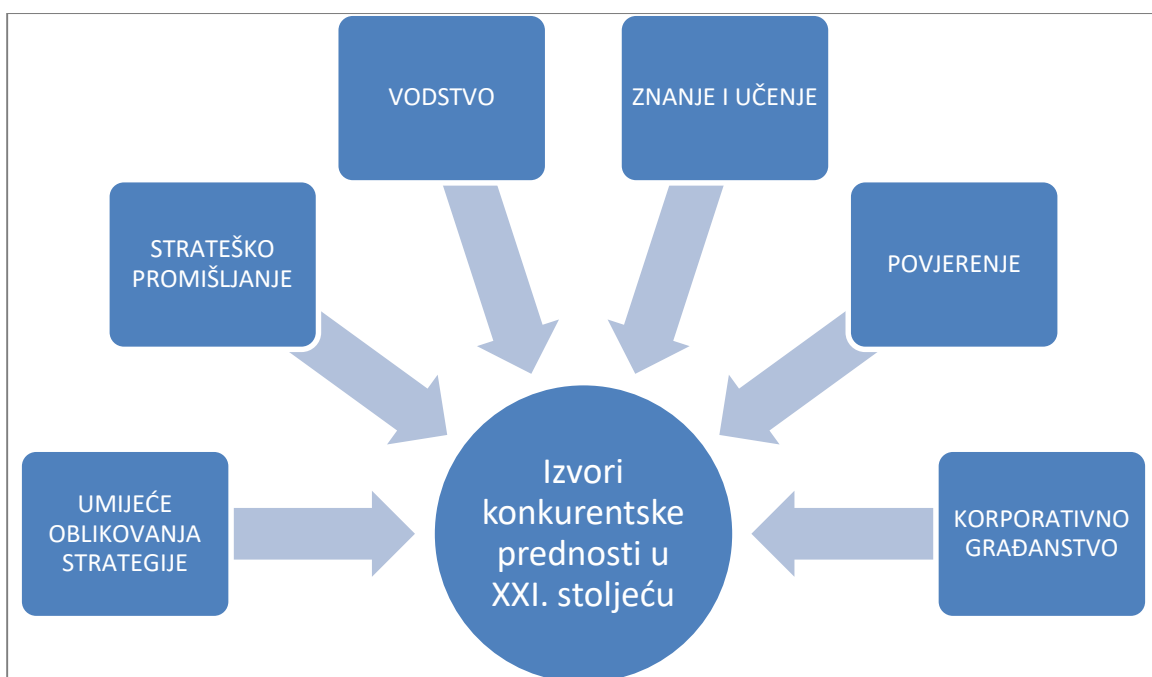 VODSTVO
ZNANJE I UČENJE
STRATEŠKO
PROMIŠLJANJE
POVJERENJE
UMIJEĆE
OBLIKOVANJA
STRATEGIJE
Izvori
konkurentske
prednosti u
XXI. stoljeću
KORPORATIVNO
GRAĐANSTVO